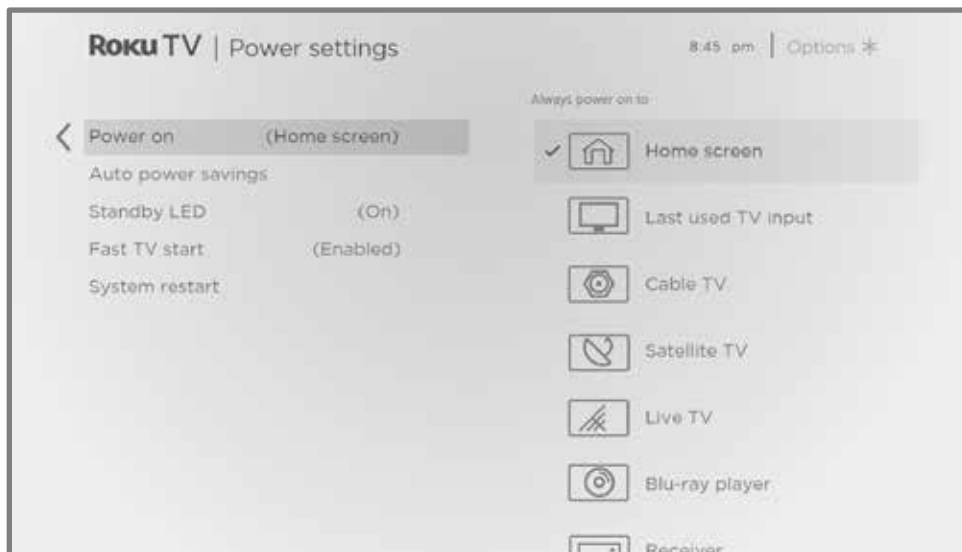 Roku TV | Power settings
8:45 pm | Options *
Always power on to
Power on (Home screen)
Auto power savings
Standby LED (On)
Fast TV start (Enabled)
System restart
Home screen
Last used TV input
Cable TV
Satellite TV
Live TV
Blu-ray player
Receiver